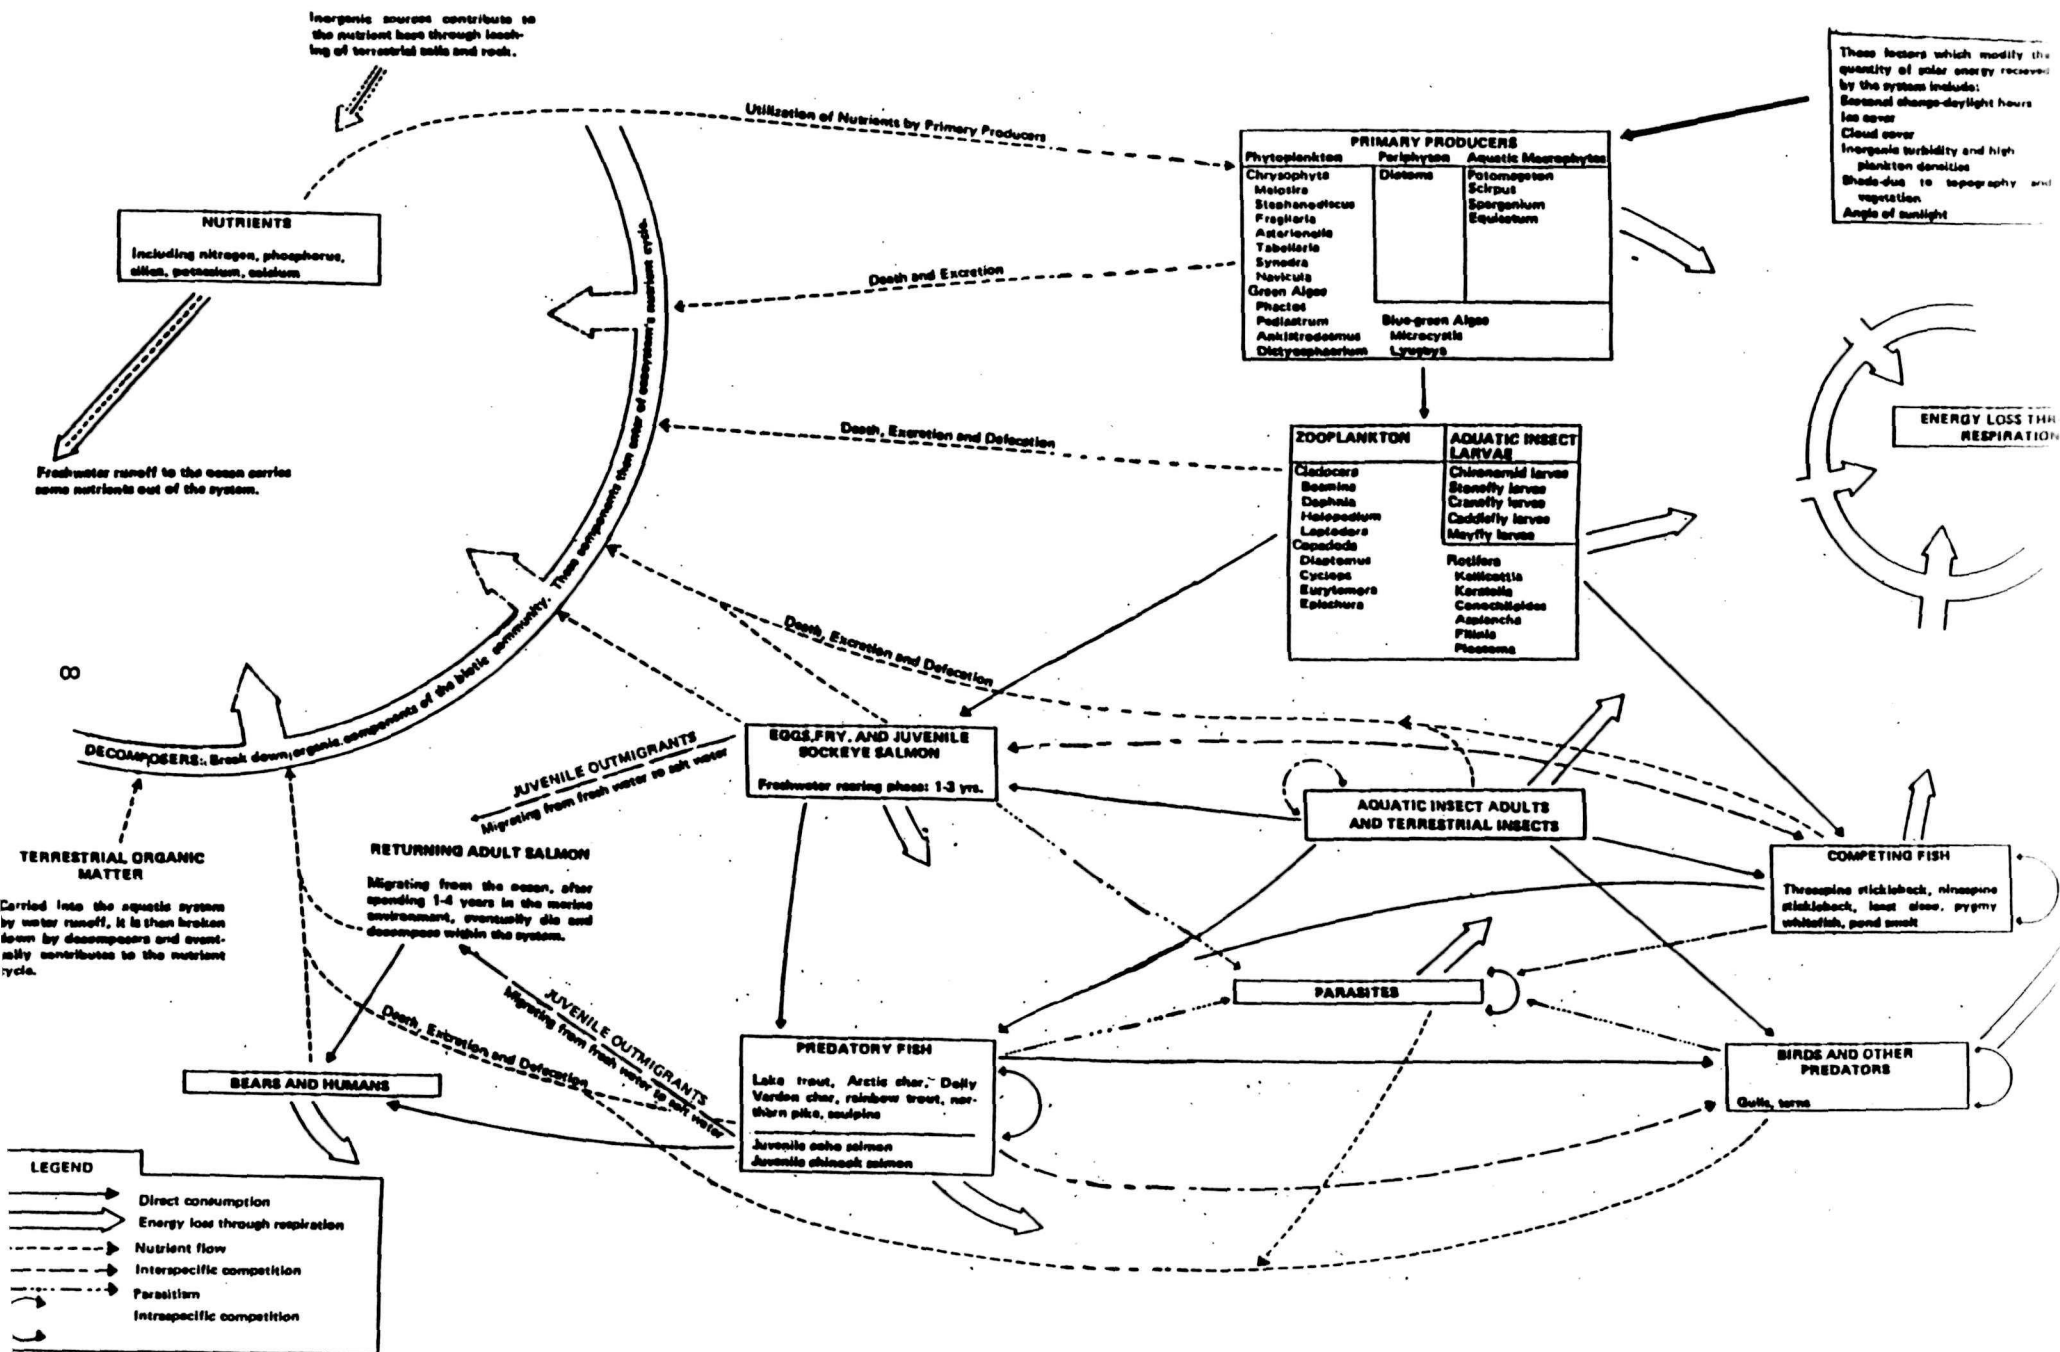 Inorganic sources contribute to
the nutrient base through leach-
ing of terrestrial soils and rock.
Utilization of Nutrients by Primary Producers
These factors which modify the
quantity of solar energy recieved
by the system include:
Seasonal change-daylight hours
Ice cover
Cloud cover
Inorganic turbidity and high
plankton densities
Shade-due to topography and
vegetation
Angle of sunlight
NUTRIENTS
Including nitrogen, phosphorus,
silica, potassium, calcium
Freshwater runoff to the ocean carries
some nutrients out of the system.
PRIMARY PRODUCERS
Phytoplankton Periphyton Aquatic Macrophytes
Chrysophyta
Melosira
Stephanodiscus
Fragilaria
Asterionella
Tabellaria
Synedra
Navicula
Green Algae
Phactus
Pediastrum
Ankistrodesmus
Dictyosphaerium
Diatoms
Potomageton
Scirpus
Sparganium
Equisetum
Blue-green Algae
Microcystis
Lyngbya
Death and Excretion
ENERGY LOSS THR
RESPIRATION
Death, Excretion and Defecation
ZOOPLANKTON
Cladocera
Bosmina
Daphnia
Holopedium
Leptodora
Copedoda
Diaptomus
Cyclops
Eurytemora
Epischura
AQUATIC INSECT
LARVAE
Chironomid larvae
Stonefly larvae
Cranefly larvae
Caddisfly larvae
Mayfly larvae
Rotifera
Kellicottia
Keratella
Conochiloides
Asplancha
Filinia
Ploesoma
DECOMPOSERS: Break down organic components of the biotic community. These components then enter of ecosystem's nutrient cycle.
8
Death, Excretion and Defecation
EGGS, FRY, AND JUVENILE
SOCKEYE SALMON
Freshwater rearing phase: 1-3 yrs.
JUVENILE OUTMIGRANTS
Migrating from fresh water to salt water
AQUATIC INSECT ADULTS
AND TERRESTRIAL INSECTS
COMPETING FISH
Threespine stickleback, ninespine
stickleback, least cisco, pygmy
whitefish, pond smelt
TERRESTRIAL ORGANIC
MATTER
Carried into the aquatic system
by water runoff, it is then broken
down by decomposers and event-
ually contributes to the nutrient
cycle.
RETURNING ADULT SALMON
Migrating from the ocean, after
spending 1-4 years in the marine
environment, eventually die and
decompose within the system.
PARASITES
JUVENILE OUTMIGRANTS
Migrating from fresh water to salt water
Death, Excretion and Defecation
BEARS AND HUMANS
PREDATORY FISH
Lake trout, Arctic char, Dolly
Varden char, rainbow trout, nor-
thern pike, sculpins
Juvenile coho salmon
Juvenile chinook salmon
BIRDS AND OTHER
PREDATORS
Gulls, terns
LEGEND
Direct consumption
Energy loss through respiration
Nutrient flow
Interspecific competition
Parasitism
Intraspecific competition